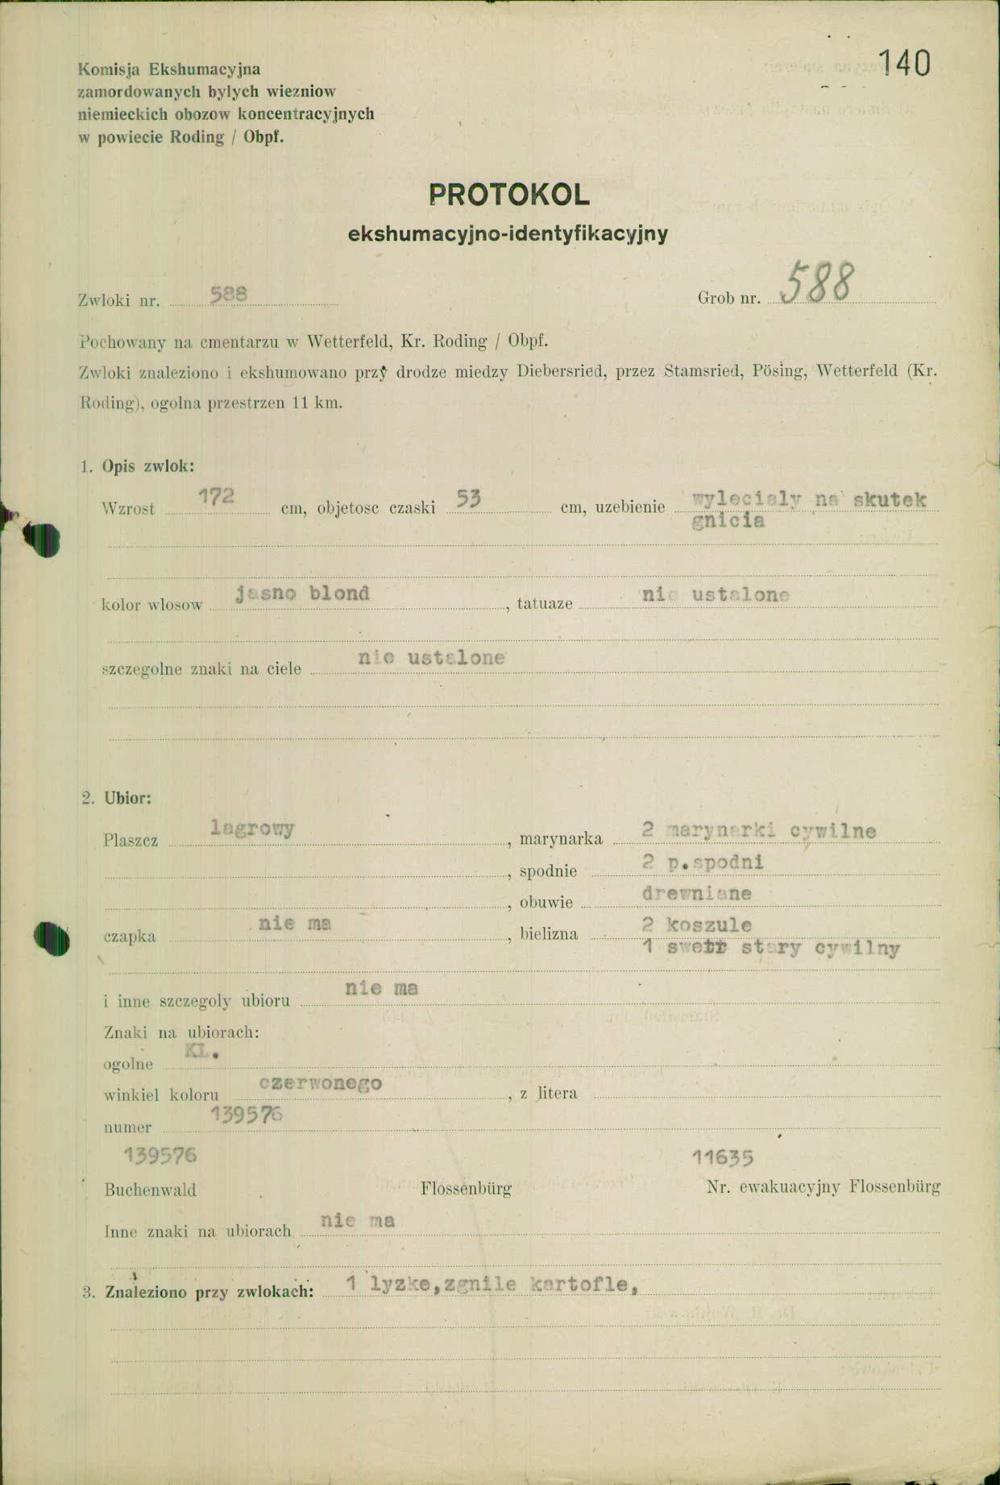 140
Komisja Ekshumacyjna
zamordowanych bylych wiezniow
niemieckich obozow koncentracyjnych
w powiecie Roding / Obpf.
PROTOKOL
ekshumacyjno-identyfikacyjny
Zwloki nr. 588 Grob nr. 588
Pochowany na cmentarzu w Wetterfeld, Kr. Roding / Obpf.
Zwloki znaleziono i ekshumowano przy drodze miedzy Diebersried, przez Stamsried, Pösing, Wetterfeld (Kr.
Roding), ogolna przestrzen 11 km.
1. Opis zwlok:
Wzrost 172 cm, objetosc czaski 53 cm, uzebienie wyleciały na skutek
gnicia
kolor wlosow jasno blond, tatuaze nie ustalone
szczegolne znaki na ciele nie ustalone
2. Ubior:
Plaszcz lagrowy, marynarka 2 marynarki cywilne
, spodnie 2 p.spodni
, obuwie drewniane
czapka nie ma, bielizna 2 koszule
1 swetr stary cywilny
i inne szczegoly ubioru nie ma
Znaki na ubiorach:
ogolne KL.
winkiel koloru czerwonego, z litera
numer 139576
139576 11635
Buchenwald Flossenbürg Nr. ewakuacyjny Flossenbürg
Inne znaki na ubiorach nie ma
3. Znaleziono przy zwlokach: 1 lyzke,zgnile kartofle,